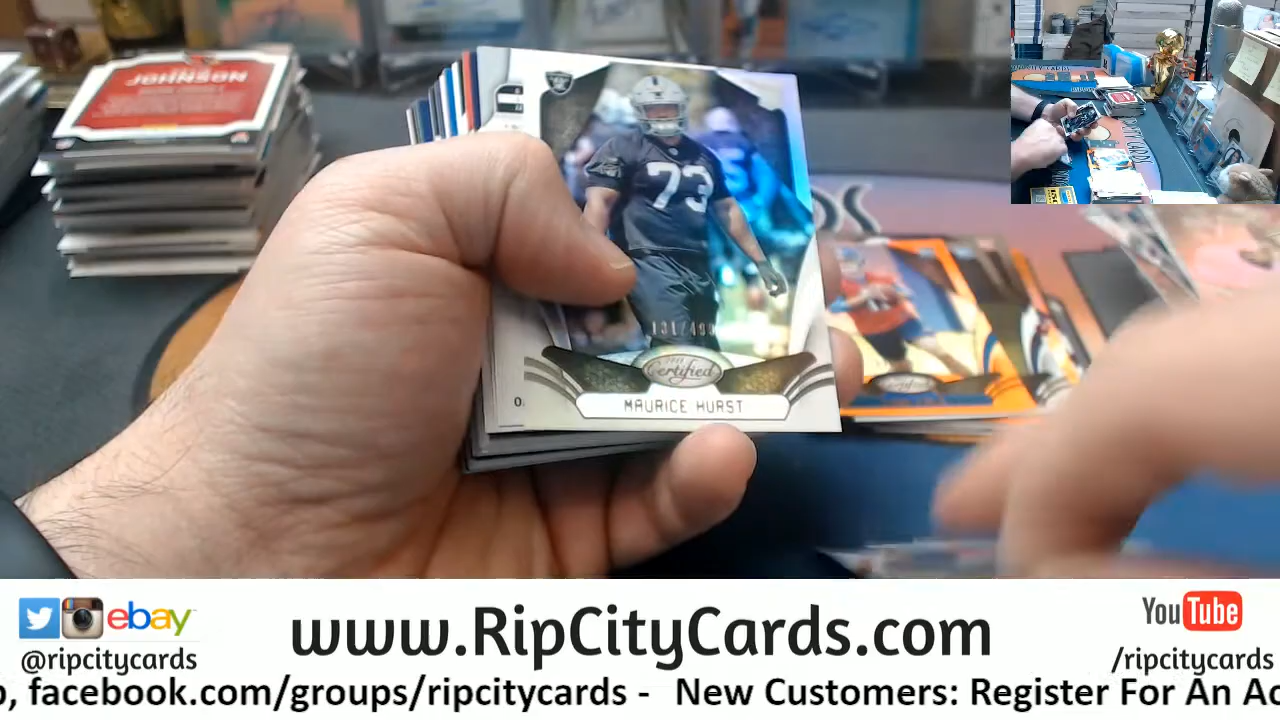 JOHNSON
73
131/499
Certified
MAURICE HURST
ebay
@ripcitycards
www.RipCityCards.com
YouTube
/ripcitycards
o, facebook.com/groups/ripcitycards - New Customers: Register For An Ac